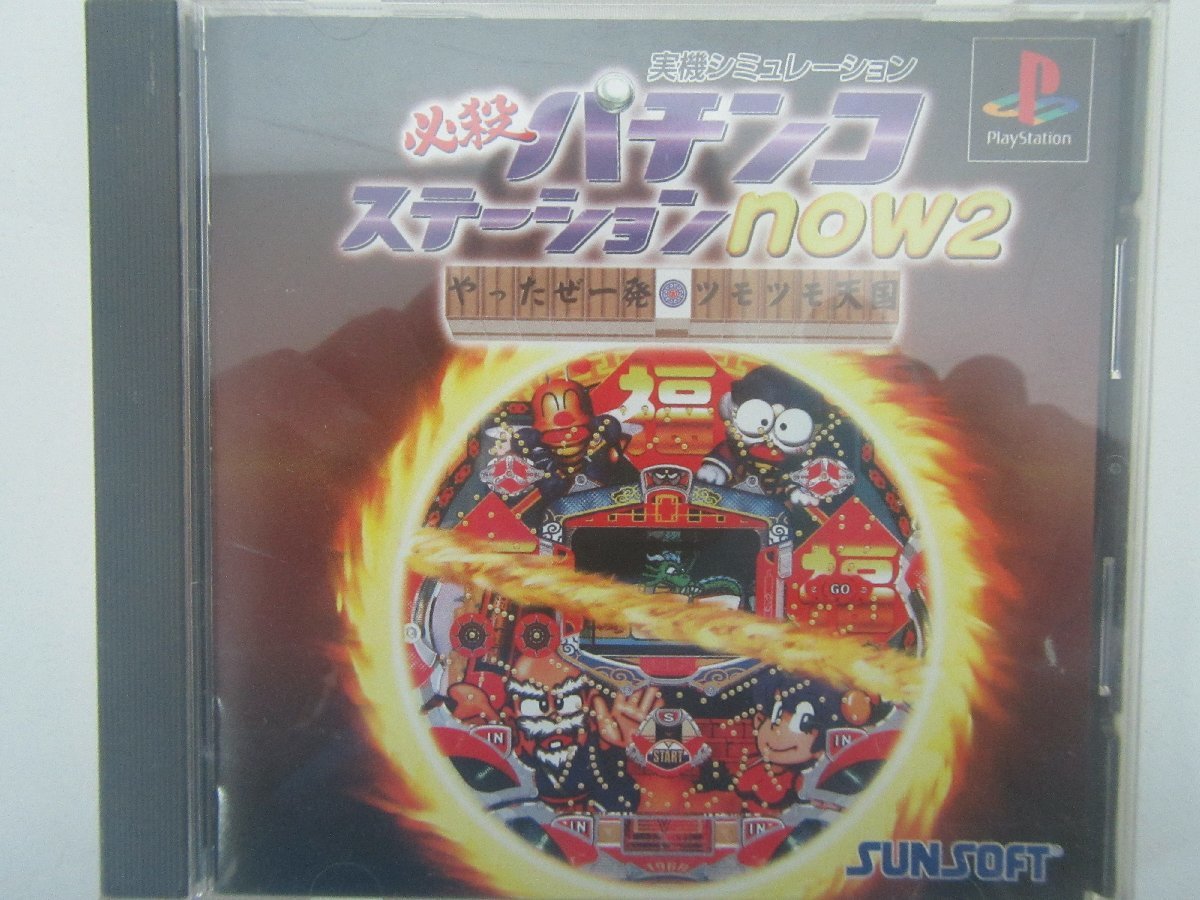 実機シミュレーション
必殺パチンコ
ステーションnow2
PlayStation
やったぜ一発 ツモツモ天国
福
福
GO
S
START
IN
IN
IN
IN
SUNSOFT